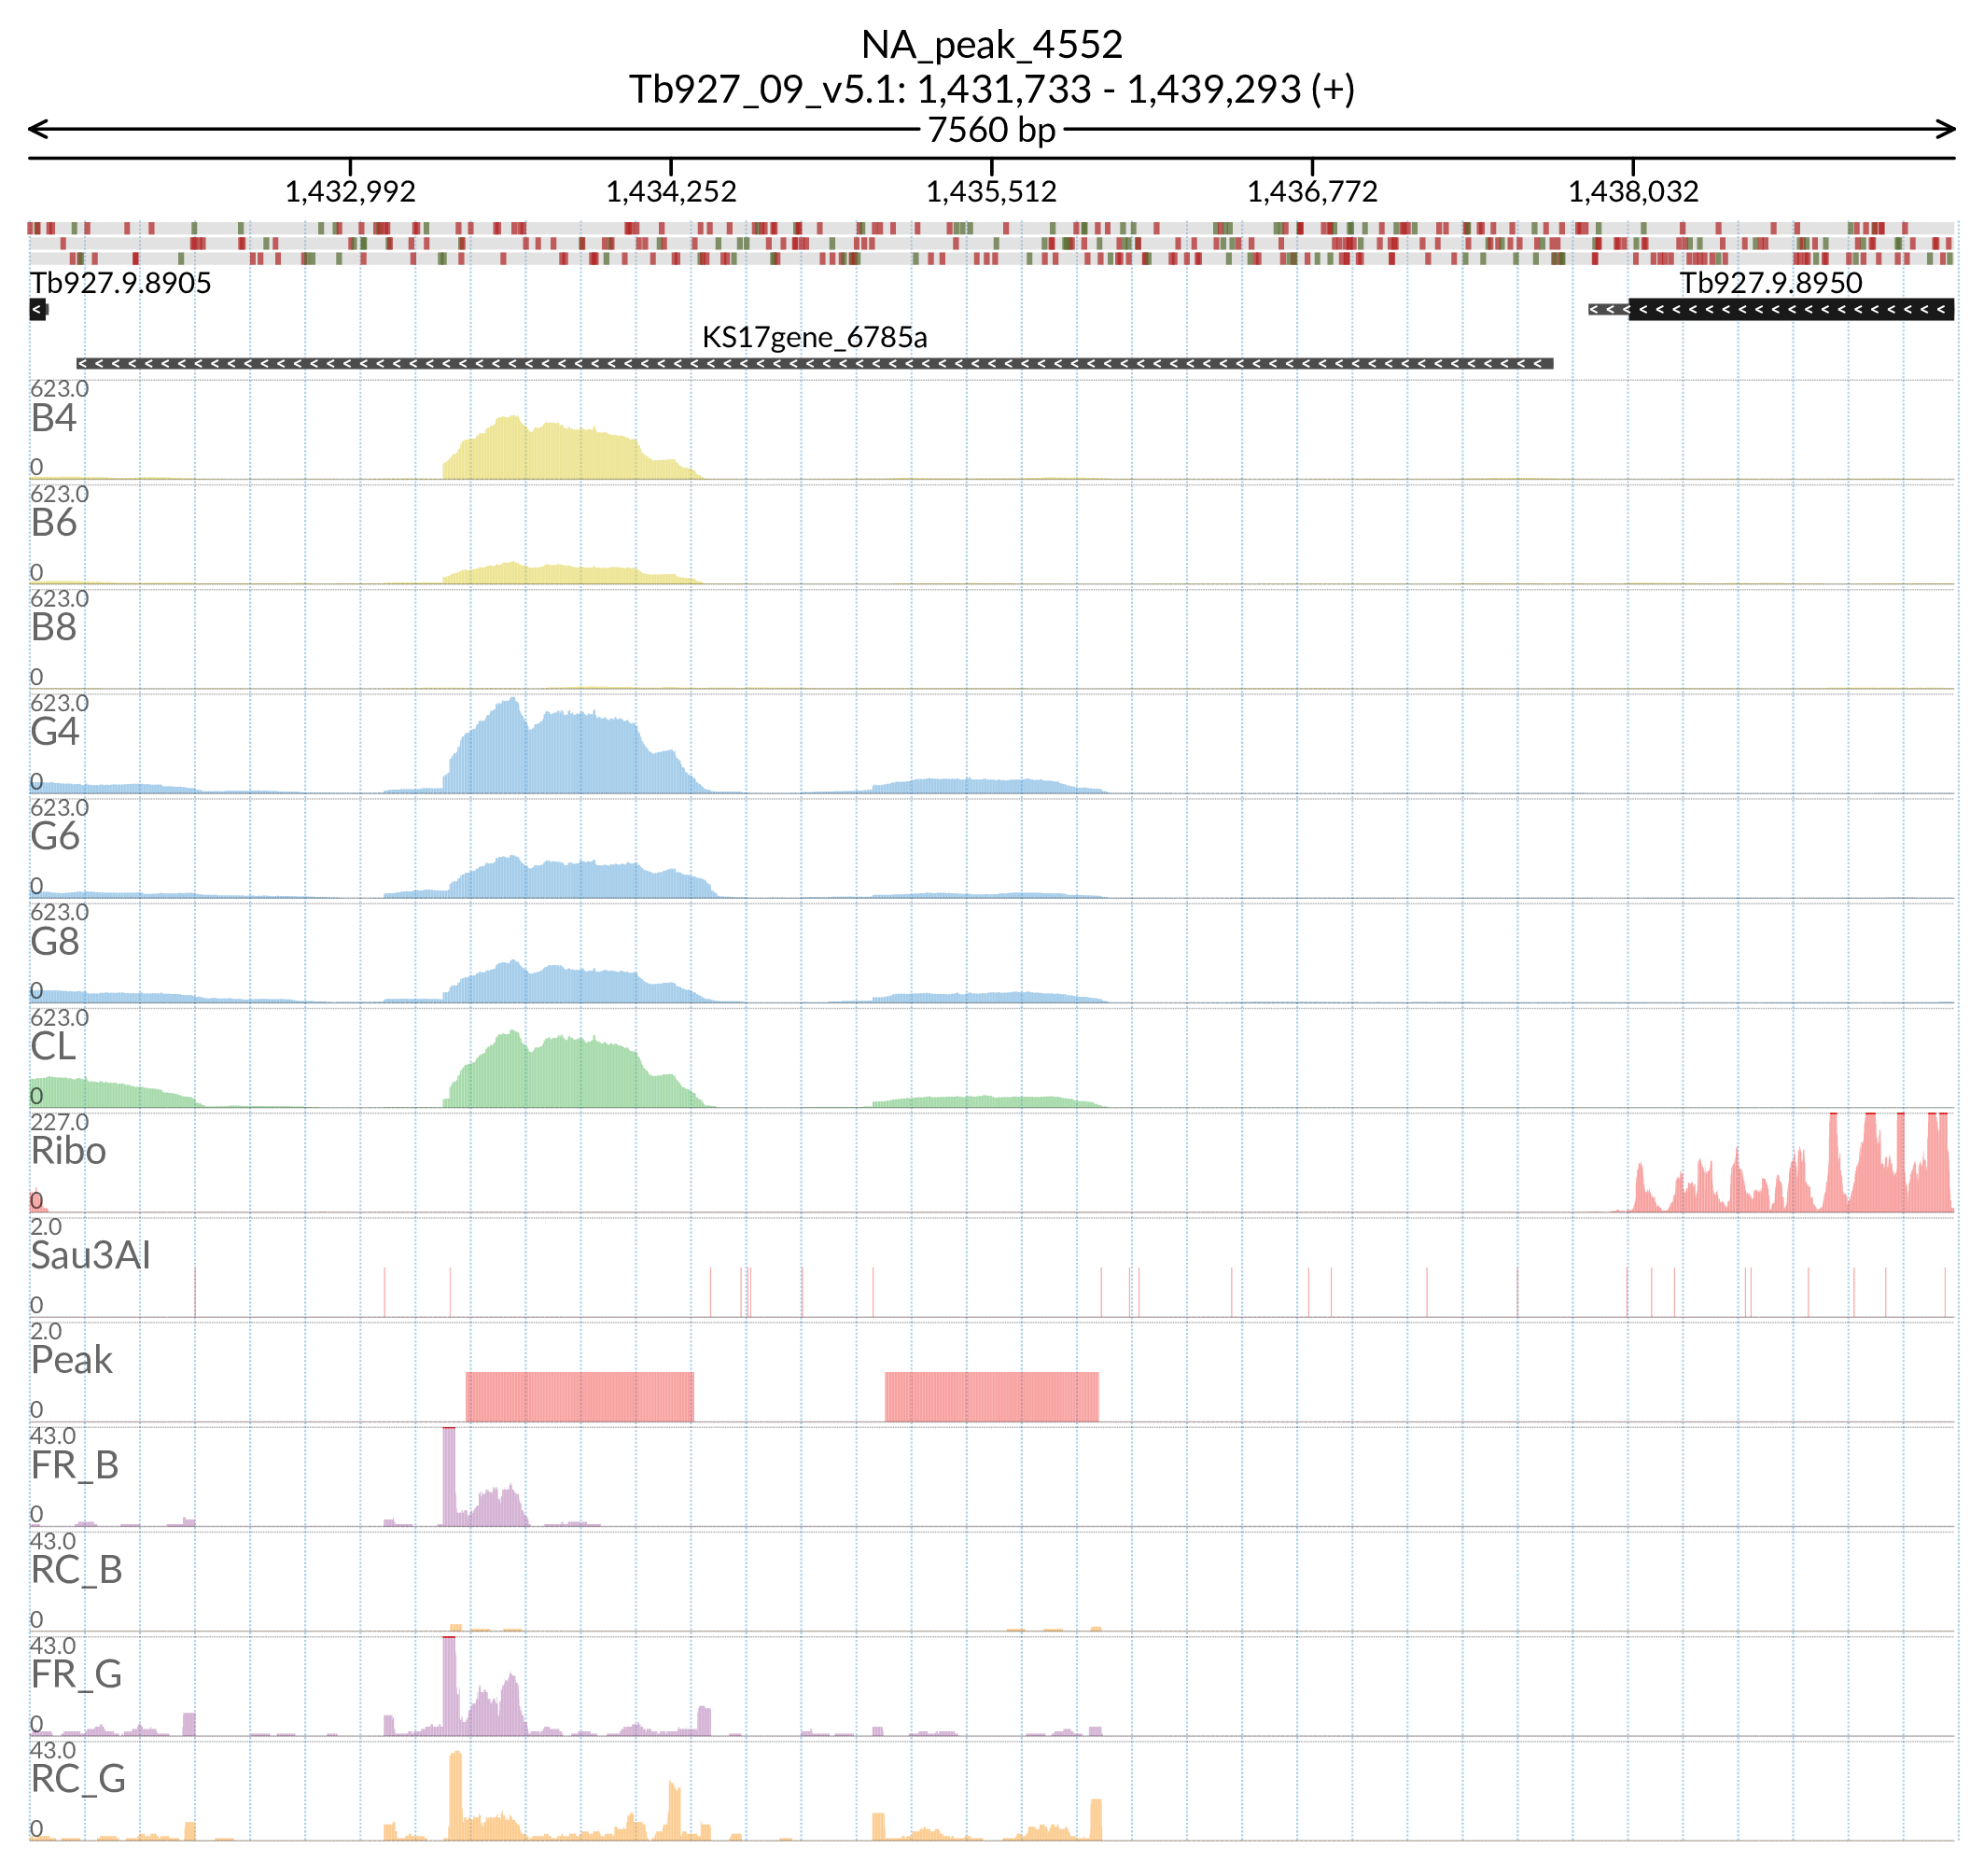 NA_peak_4552
Tb927_09_v5.1: 1,431,733 - 1,439,293 (+)
7560 bp
1,432,992 1,434,252 1,435,512 1,436,772 1,438,032
Tb927.9.8905 Tb927.9.8950
KS17gene_6785a
623.0
B4
0
623.0
B6
0
623.0
B8
0
623.0
G4
0
623.0
G6
0
623.0
G8
0
623.0
CL
0
227.0
Ribo
0
2.0
Sau3AI
0
2.0
Peak
0
43.0
FR_B
0
43.0
RC_B
0
43.0
FR_G
0
43.0
RC_G
0